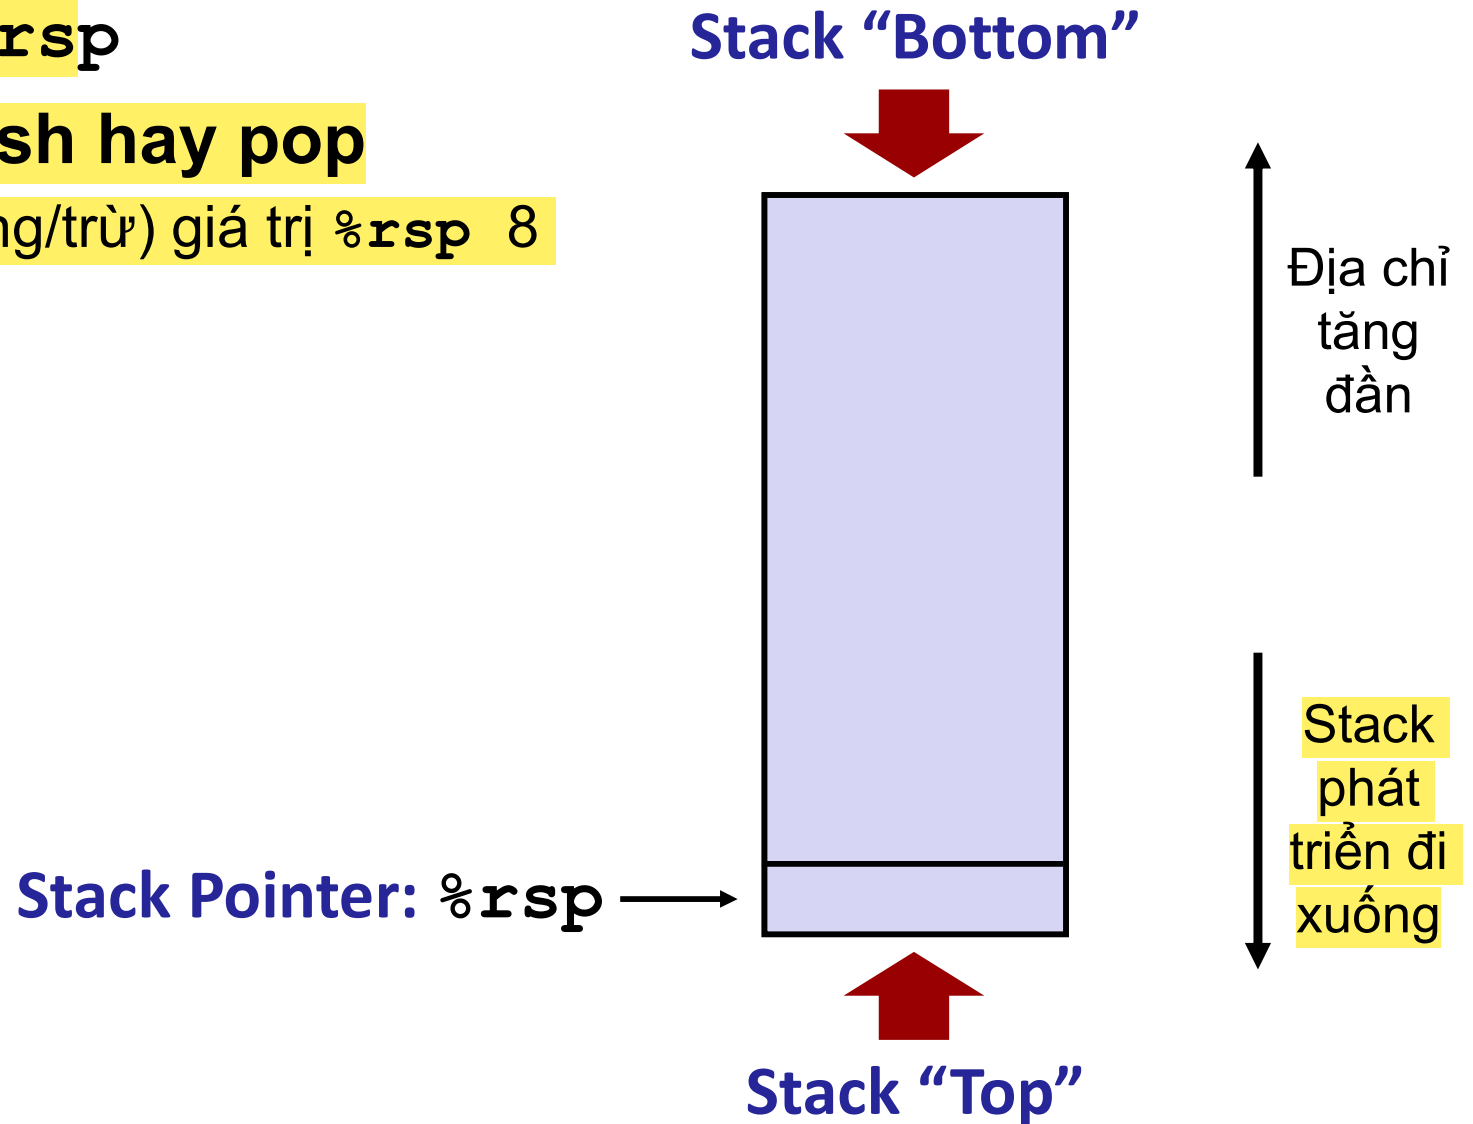 rsp
sh hay pop
ng/trừ) giá trị %rsp 8
Stack “Bottom”
Địa chỉ
tăng
đần
Stack
phát
triển đi
xuống
Stack Pointer: %rsp
Stack “Top”